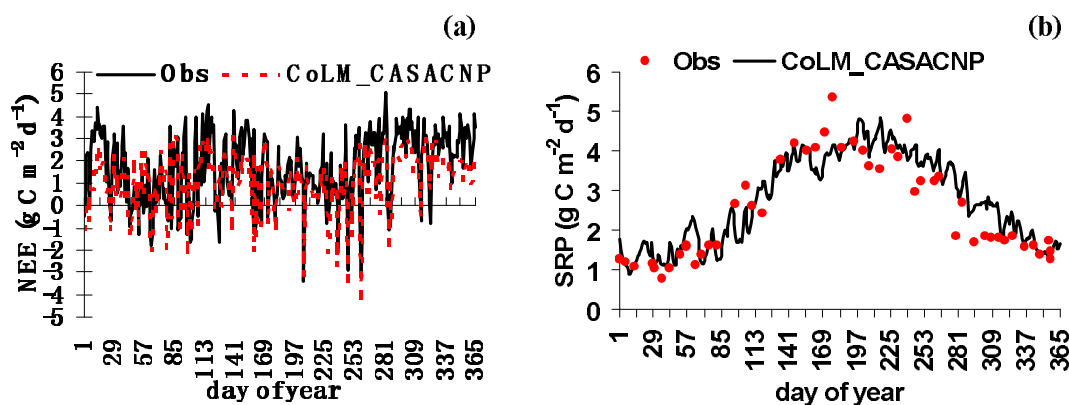 (a)
Obs CoLM_CASACNP
NEE (g C m⁻² d⁻¹)
6
5
4
3
2
1
0
-1
-2
-3
-4
-5
1 29 57 85 113 141 169 197 225 253 281 309 337 365
day of year
(b)
Obs CoLM_CASACNP
SRP (g C m⁻² d⁻¹)
6
5
4
3
2
1
0
1 29 57 85 113 141 169 197 225 253 281 309 337 365
day of year